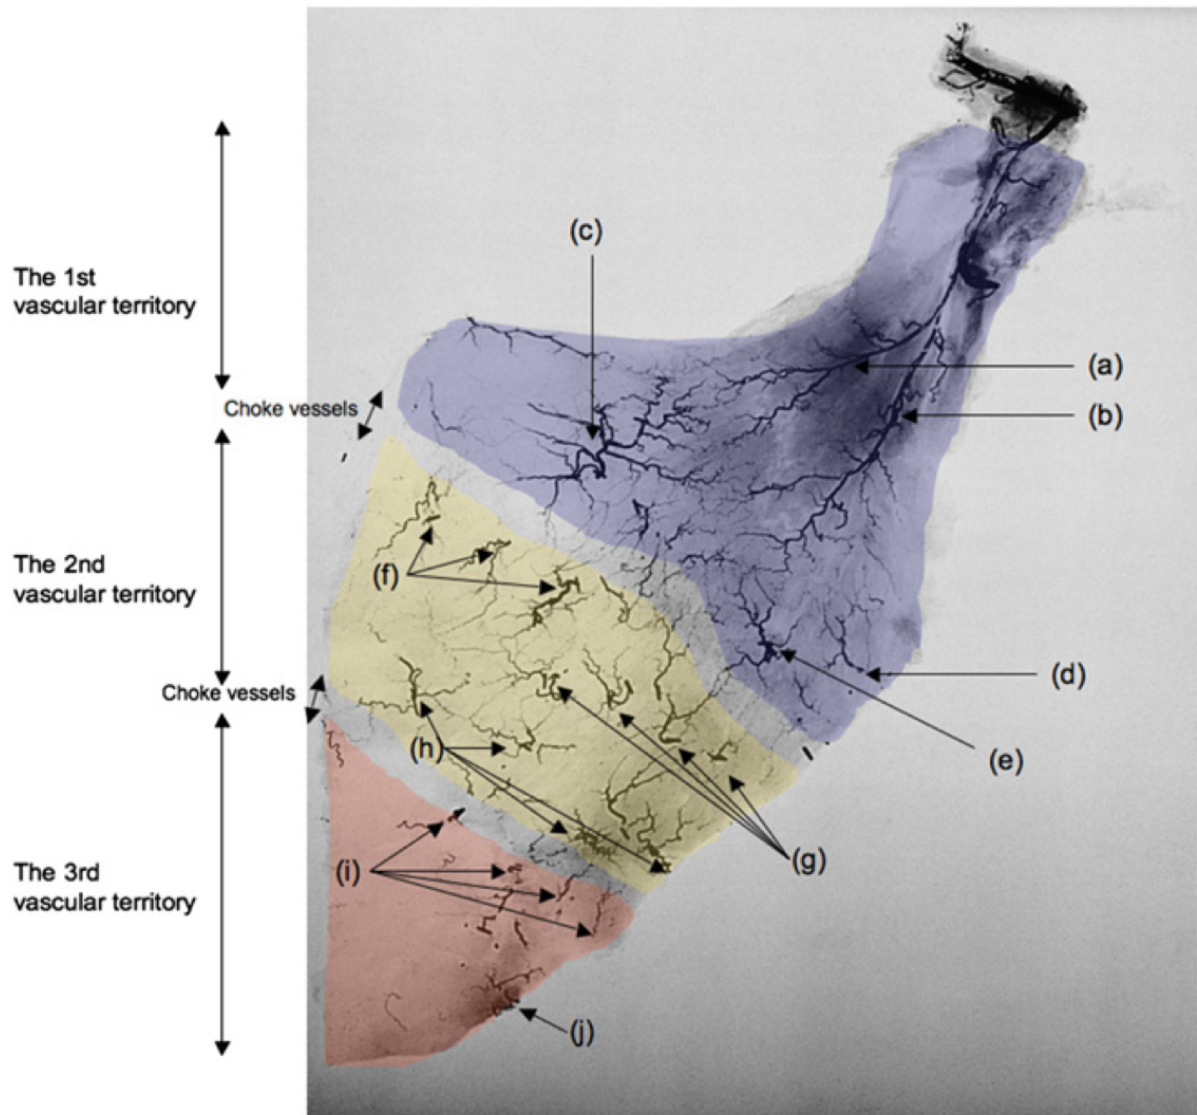 (c)
The 1st
vascular territory
(a)
Choke vessels
(b)
The 2nd
vascular territory
(f)
(d)
Choke vessels
(h)
(e)
(g)
The 3rd
vascular territory
(i)
(j)